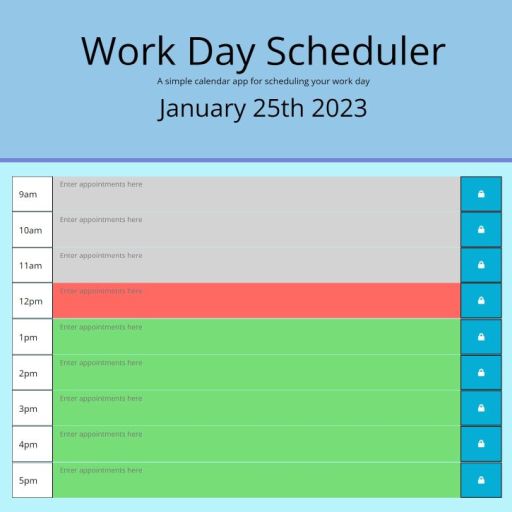 Work Day Scheduler
A simple calendar app for scheduling your work day
January 25th 2023
9am Enter appointments here
10am Enter appointments here
11am Enter appointments here
12pm Enter appointments here
1pm Enter appointments here
2pm Enter appointments here
3pm Enter appointments here
4pm Enter appointments here
5pm Enter appointments here